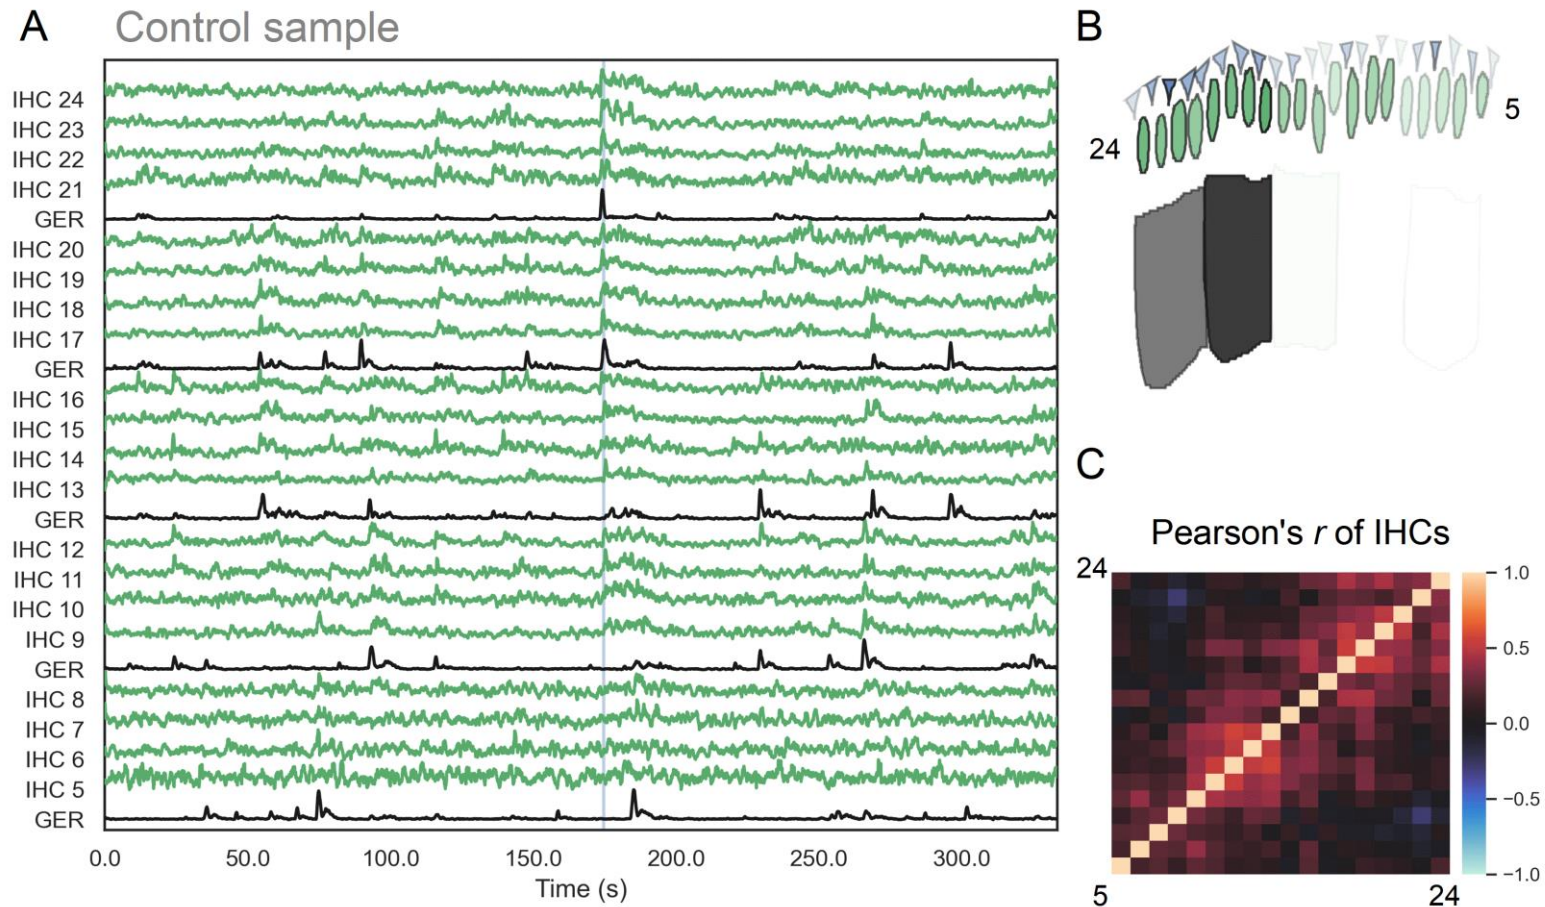 A
Control sample
IHC 24
IHC 23
IHC 22
IHC 21
GER
IHC 20
IHC 19
IHC 18
IHC 17
GER
IHC 16
IHC 15
IHC 14
IHC 13
GER
IHC 12
IHC 11
IHC 10
IHC 9
GER
IHC 8
IHC 7
IHC 6
IHC 5
GER
0.0 50.0 100.0 150.0 200.0 250.0 300.0
Time (s)
B
24
5
C
Pearson's r of IHCs
24
1.0
0.5
0.0
−0.5
−1.0
5 24